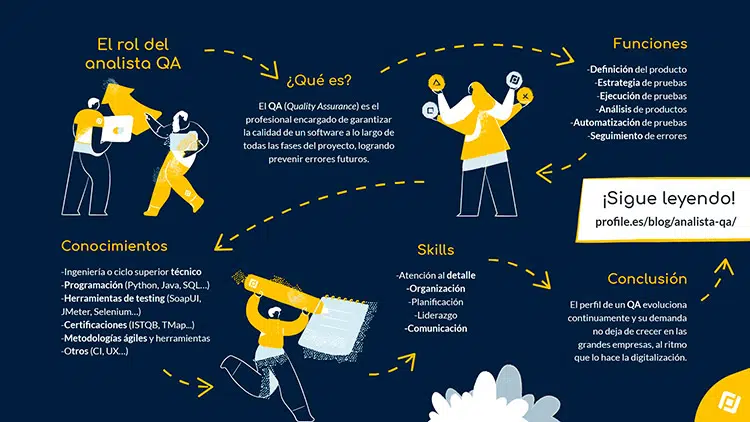 El rol del
analista QA
¿Qué es?
El QA (Quality Assurance) es el
profesional encargado de garantizar
la calidad de un software a lo largo de
todas las fases del proyecto, logrando
prevenir errores futuros.
Funciones
-Definición del producto
-Estrategia de pruebas
-Ejecución de pruebas
-Análisis de productos
-Automatización de pruebas
-Seguimiento de errores
Conocimientos
-Ingeniería o ciclo superior técnico
-Programación (Python, Java, SQL...)
-Herramientas de testing (SoapUI,
JMeter, Selenium...)
-Certificaciones (ISTQB, TMap...)
-Metodologías ágiles y herramientas
-Otros (CI, UX...)
Skills
-Atención al detalle
-Organización
-Planificación
-Liderazgo
-Comunicación
Conclusión
El perfil de un QA evoluciona
continuamente y su demanda
no deja de crecer en las
grandes empresas, al ritmo
que lo hace la digitalización.
¡Sigue leyendo!
profile.es/blog/analista-qa/